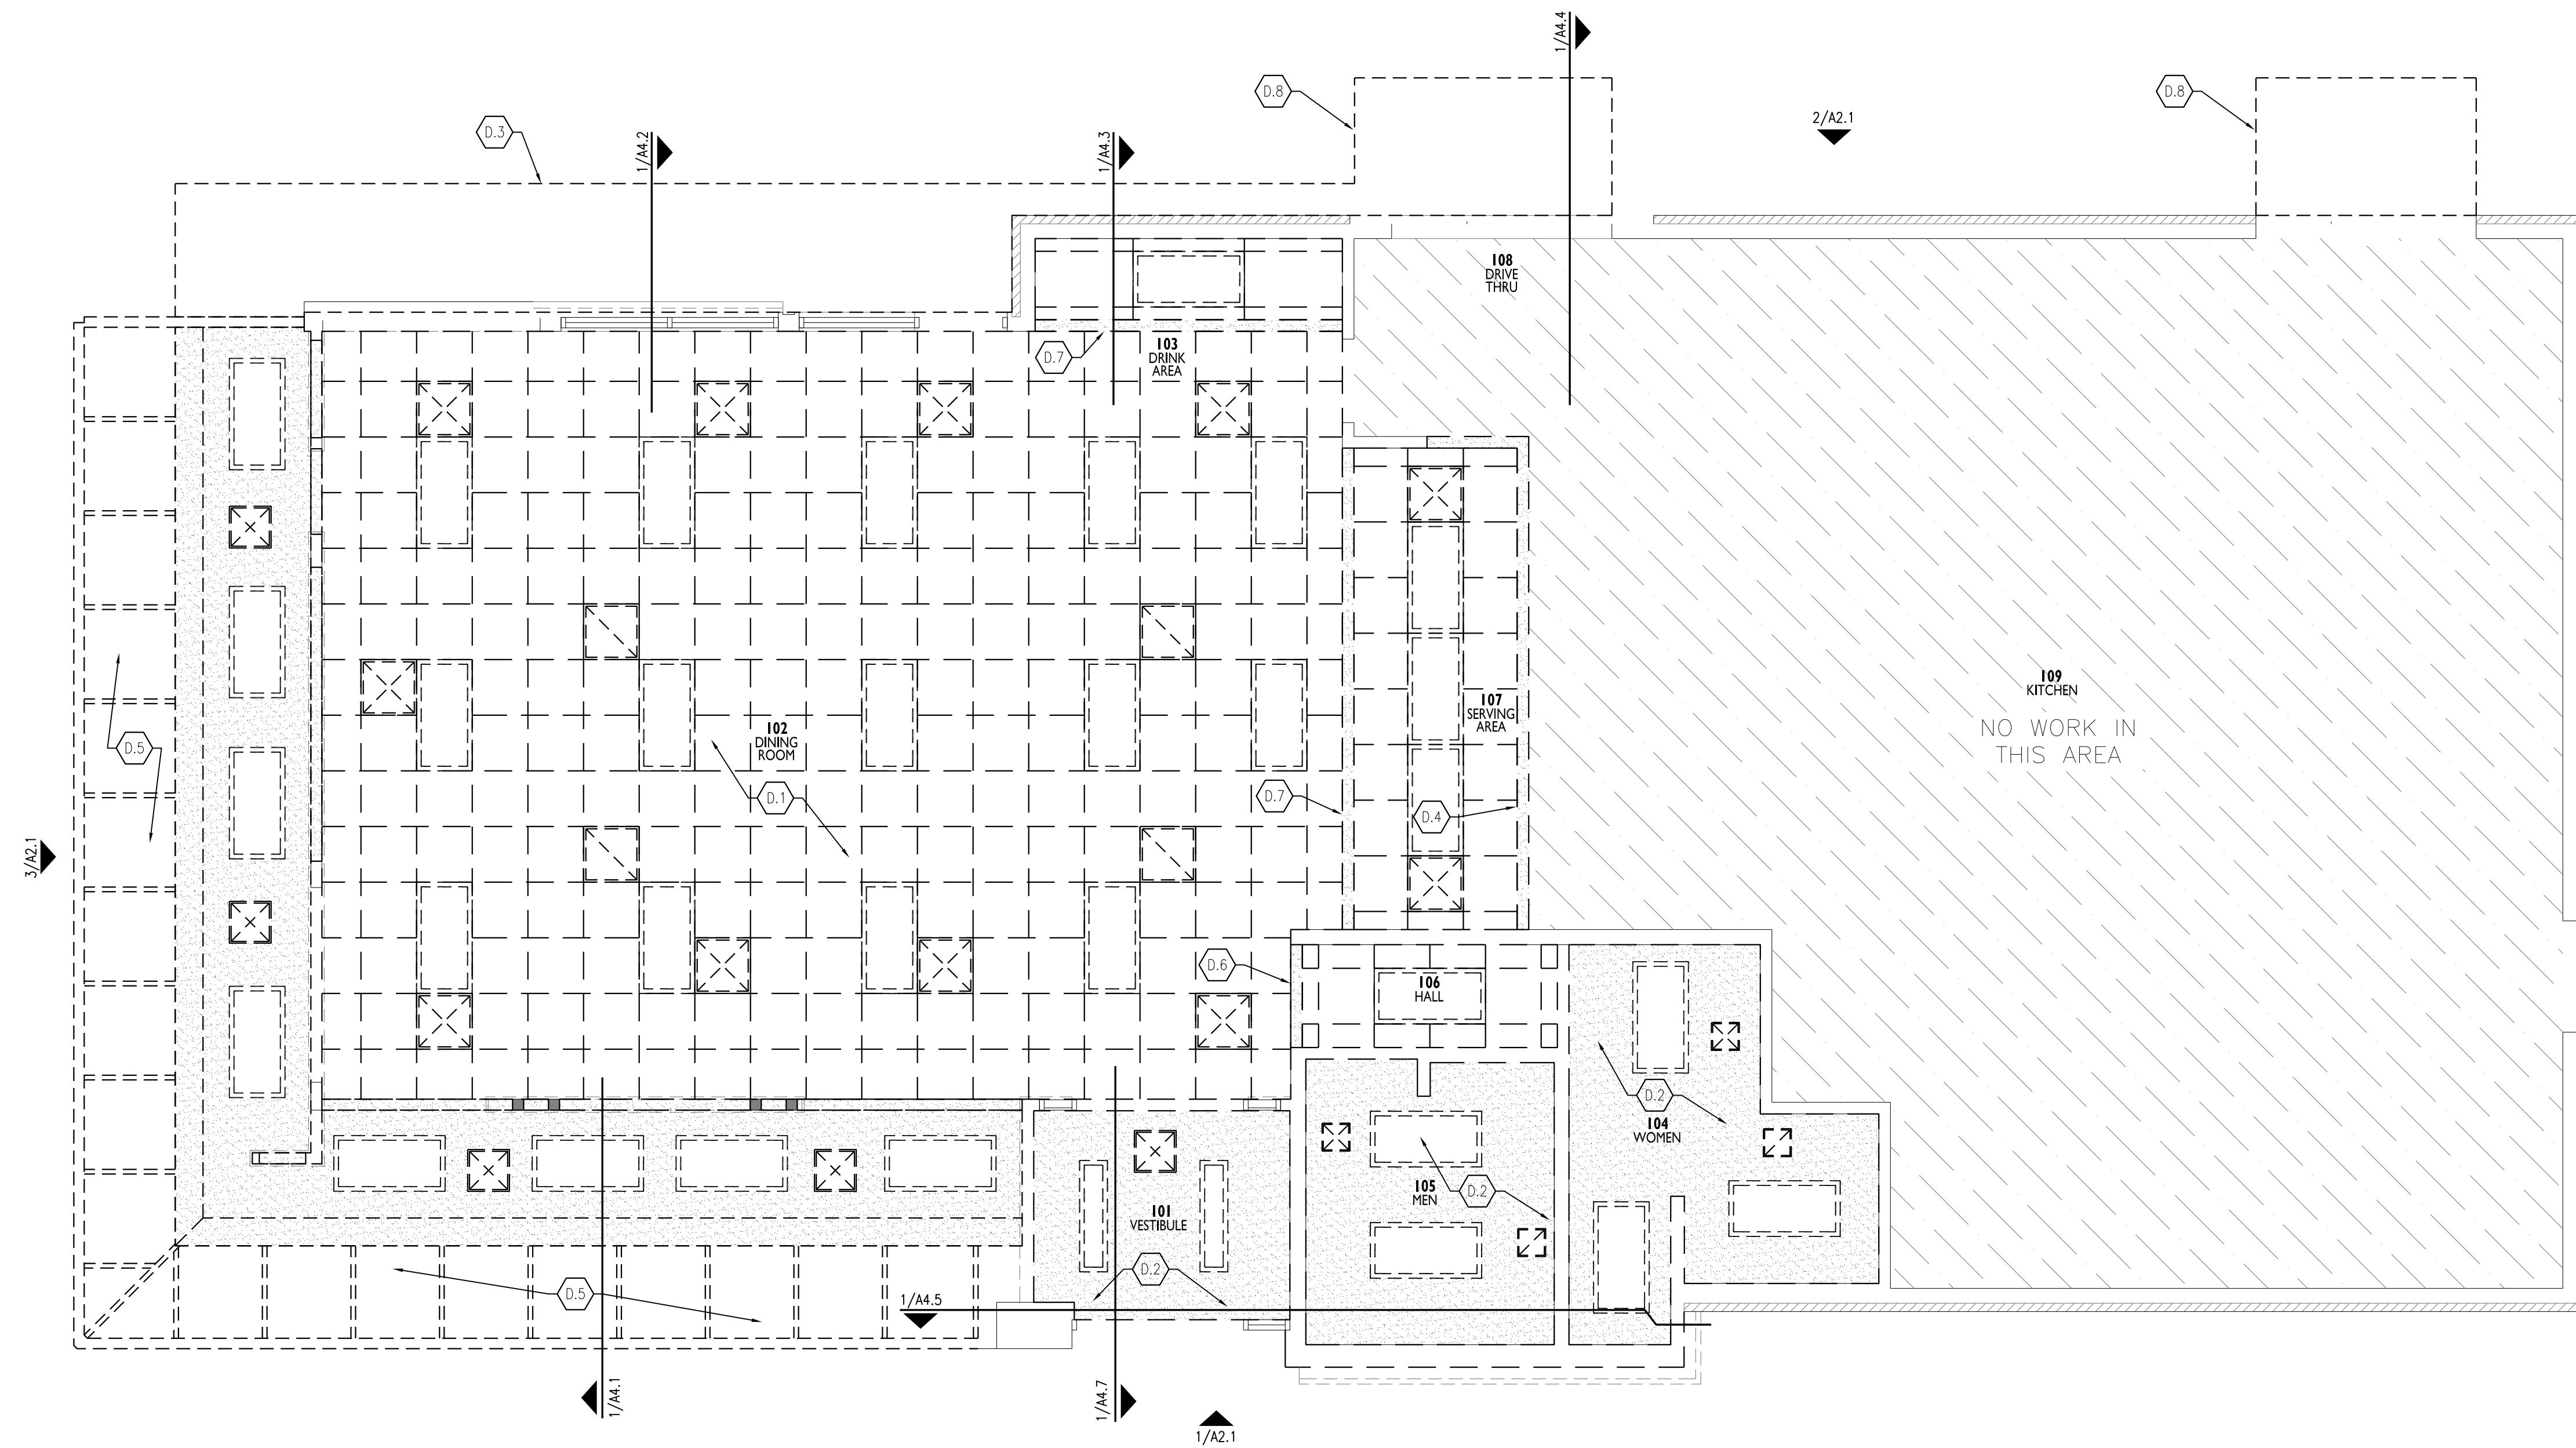 1/A4.4
D.8
D.8
2/A2.1
D.3
1/A4.2
1/A4.3
108
DRIVE
THRU
D.7
103
DRINK
AREA
109
KITCHEN
NO WORK IN
THIS AREA
107
SERVING
AREA
102
DINING
ROOM
D.5
D.1
D.7
D.4
3/A2.1
D.6
106
HALL
D.2
104
WOMEN
105
MEN
D.2
101
VESTIBULE
D.2
D.5
1/A4.5
1/A4.1
1/A4.7
1/A2.1